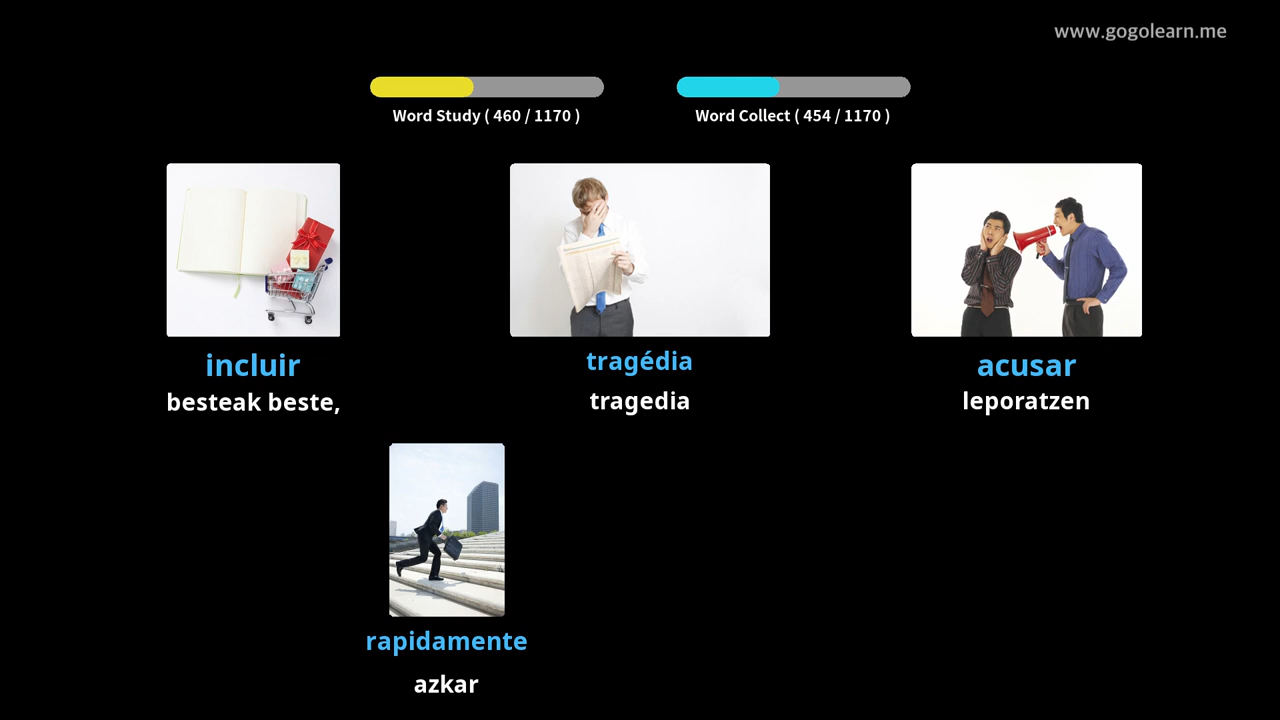 www.gogolearn.me
Word Study ( 460 / 1170 )
Word Collect ( 454 / 1170 )
incluir
besteak beste,
tragédia
tragedia
acusar
leporatzen
rapidamente
azkar